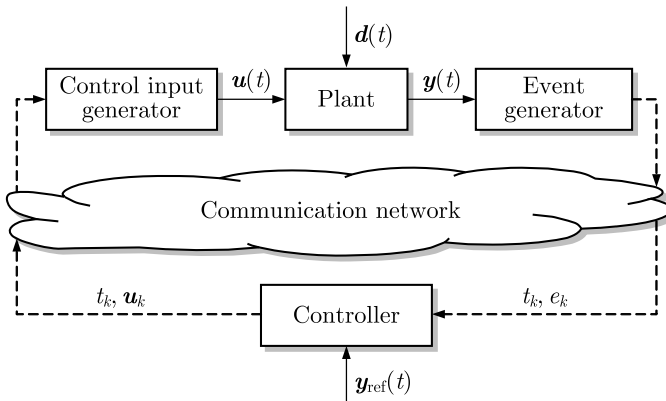 d(t)
Control input
generator
u(t)
Plant
y(t)
Event
generator
Communication network
t_k, u_k
Controller
t_k, e_k
y_ref(t)